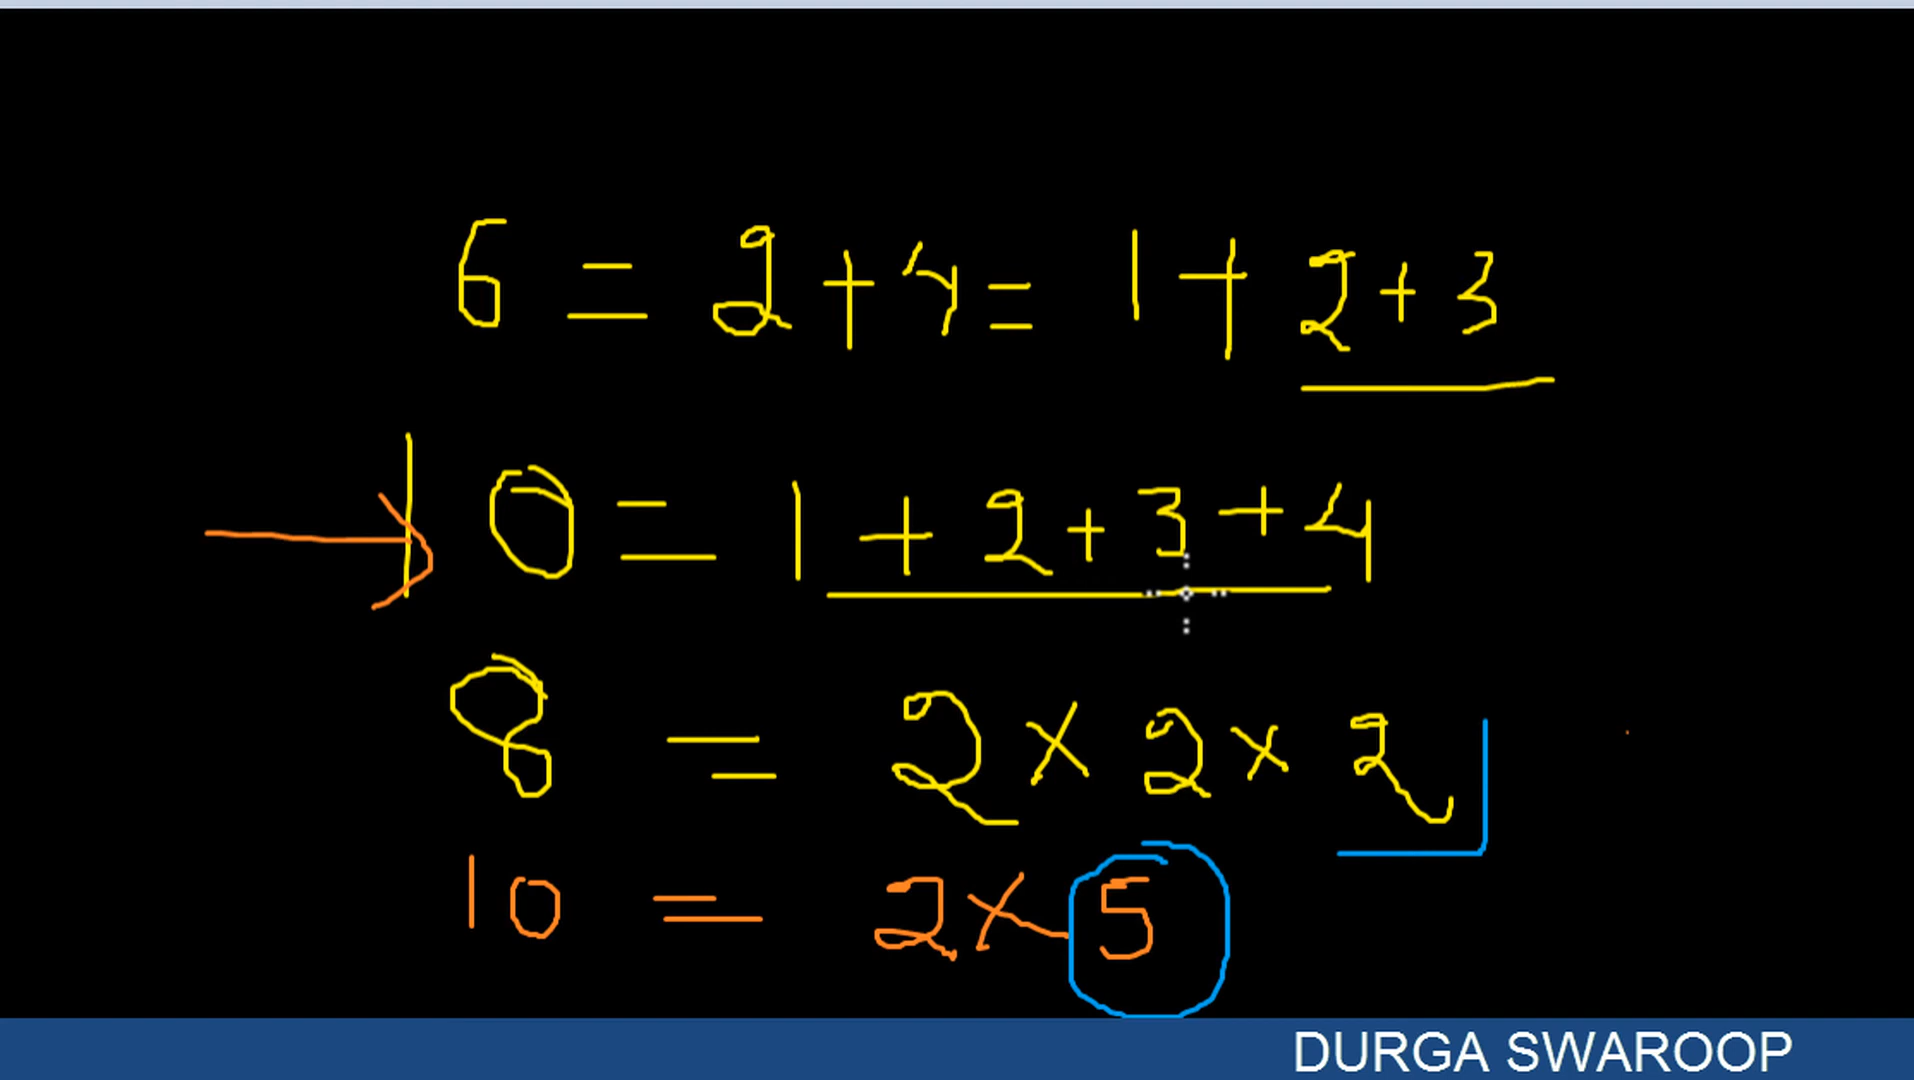 6 = 2 + 4 = 1 + 2 + 3
10 = 1 + 2 + 3 + 4
8 = 2 × 2 × 2
10 = 2 × 5
DURGA SWAROOP